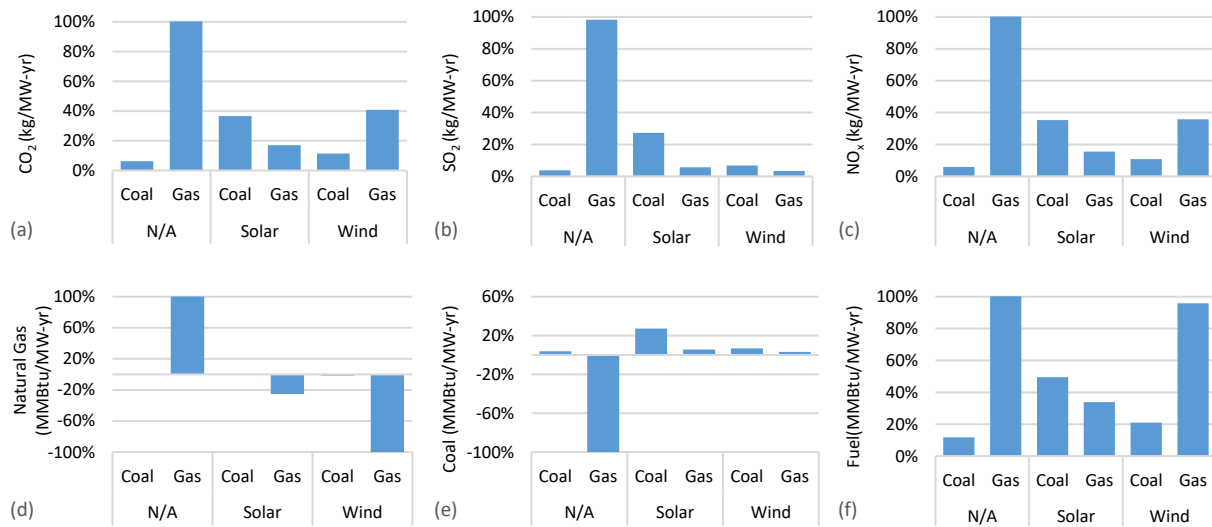 CO2 (kg/MW-yr)
100%
80%
60%
40%
20%
0%
Coal Gas Coal Gas Coal Gas
N/A Solar Wind
(a)
SO2 (kg/MW-yr)
100%
80%
60%
40%
20%
0%
Coal Gas Coal Gas Coal Gas
N/A Solar Wind
(b)
NOx (kg/MW-yr)
100%
80%
60%
40%
20%
0%
Coal Gas Coal Gas Coal Gas
N/A Solar Wind
(c)
Natural Gas
(MMBtu/MW-yr)
100%
60%
20%
-20%
-60%
-100%
Coal Gas Coal Gas Coal Gas
N/A Solar Wind
(d)
Coal (MMBtu/MW-yr)
60%
20%
-20%
-60%
-100%
Coal Gas Coal Gas Coal Gas
N/A Solar Wind
(e)
Fuel(MMBtu/MW-yr)
100%
80%
60%
40%
20%
0%
Coal Gas Coal Gas Coal Gas
N/A Solar Wind
(f)